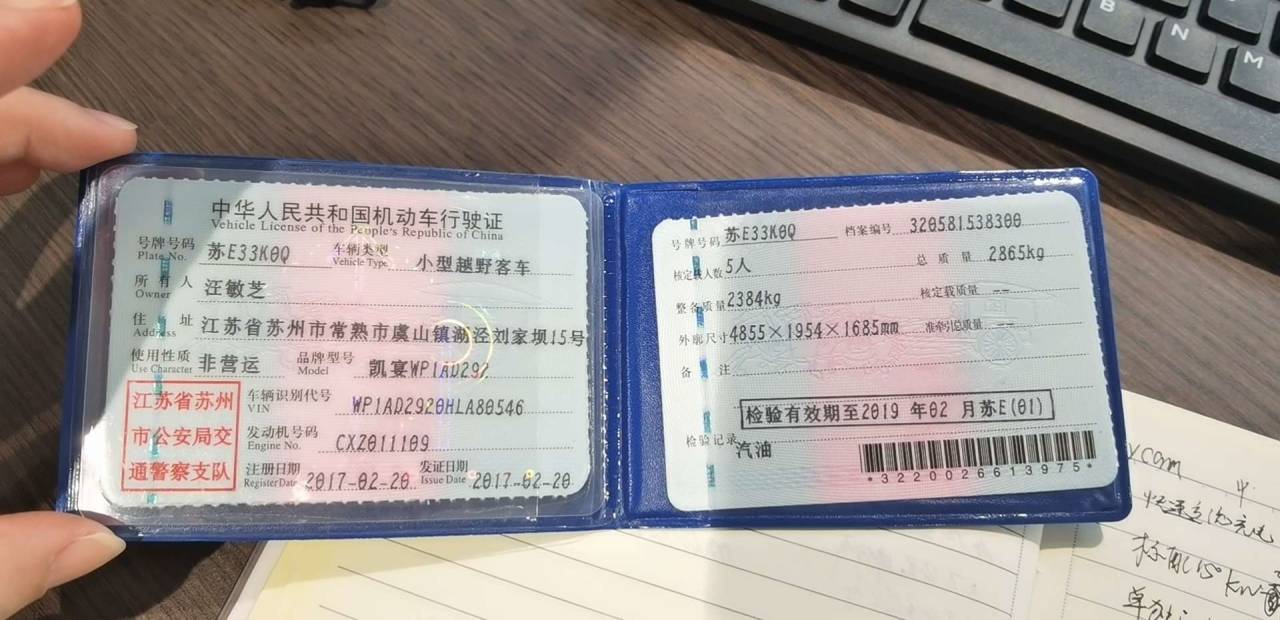 中华人民共和国机动车行驶证
Vehicle License of the People's Republic of China
号牌号码 苏E33K0Q 车辆类型 小型越野客车
Plate No. Vehicle Type
所有人 汪敏芝
Owner
住址 江苏省苏州市常熟市虞山镇湖泾刘家坝15号
Address
使用性质 非营运 品牌型号 凯宴WP1AD292
Use Character Model
江苏省苏州
市公安局交
通警察支队
车辆识别代号 WP1AD2920HLA80546
VIN
发动机号码 CXZ011109
Engine No.
注册日期 2017-02-20 发证日期 2017-02-20
Register Date Issue Date
号牌号码 苏E33K0Q 档案编号 320581538300
核定载人数 5人 总质量 2865kg
整备质量 2384kg 核定载质量 --
外廓尺寸 4855×1954×1685mm 准牵引总质量 --
备注
检验有效期至2019 年02 月苏E(01)
检验记录
汽油
*3220026613975*
B
N
M